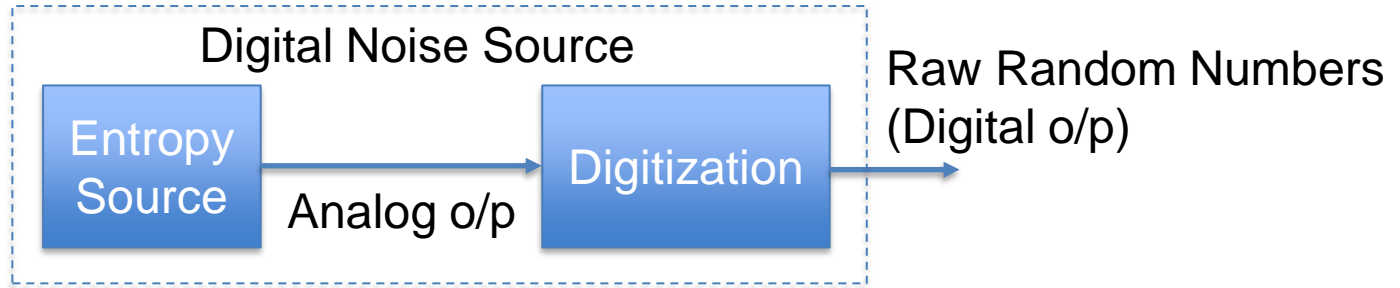 Digital Noise Source
Entropy
Source
Analog o/p
Digitization
Raw Random Numbers
(Digital o/p)